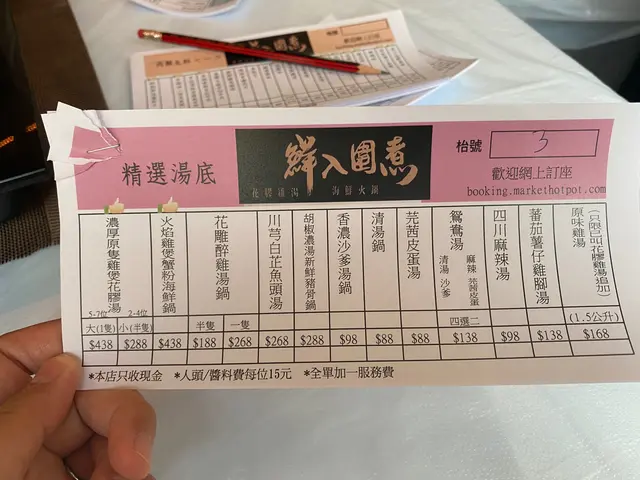 精選湯底
鮮入圍煮
花膠雞湯 海鮮火鍋
枱號 3
歡迎網上訂座
booking.markethotpot.com
濃厚原隻雞煲花膠湯
5-7位 2-4位
大(1隻) 小(半隻)
$438 $288
火焰雞煲蟹粉海鮮鍋
$438
花雕醉雞湯鍋
半隻 一隻
$188 $268
川芎·白芷魚頭湯
$268
胡椒濃湯新鮮豬骨鍋
$288
香濃沙爹湯鍋
$98
清湯鍋
$88
芫茜皮蛋湯
$88
鴛鴦湯
麻辣 芫茜皮蛋
清湯 沙爹
四選二
$138
四川麻辣湯
$98
蕃茄薯仔雞腳湯
$138
(只限已叫花膠雞湯追加)
原味雞湯
(1.5公升)
$168
*本店只收現金 *人頭/醬料費每位15元 *全單加一服務費